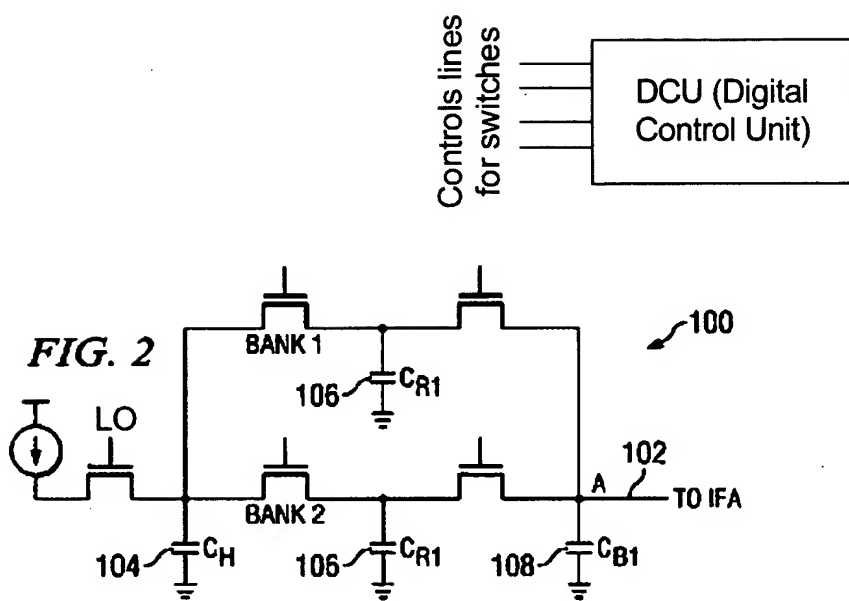 Controls lines
for switches
DCU (Digital
Control Unit)
FIG. 2
100
BANK 1
106
CR1
LO
A
102
TO IFA
BANK 2
104
CH
106
CR1
108
CB1